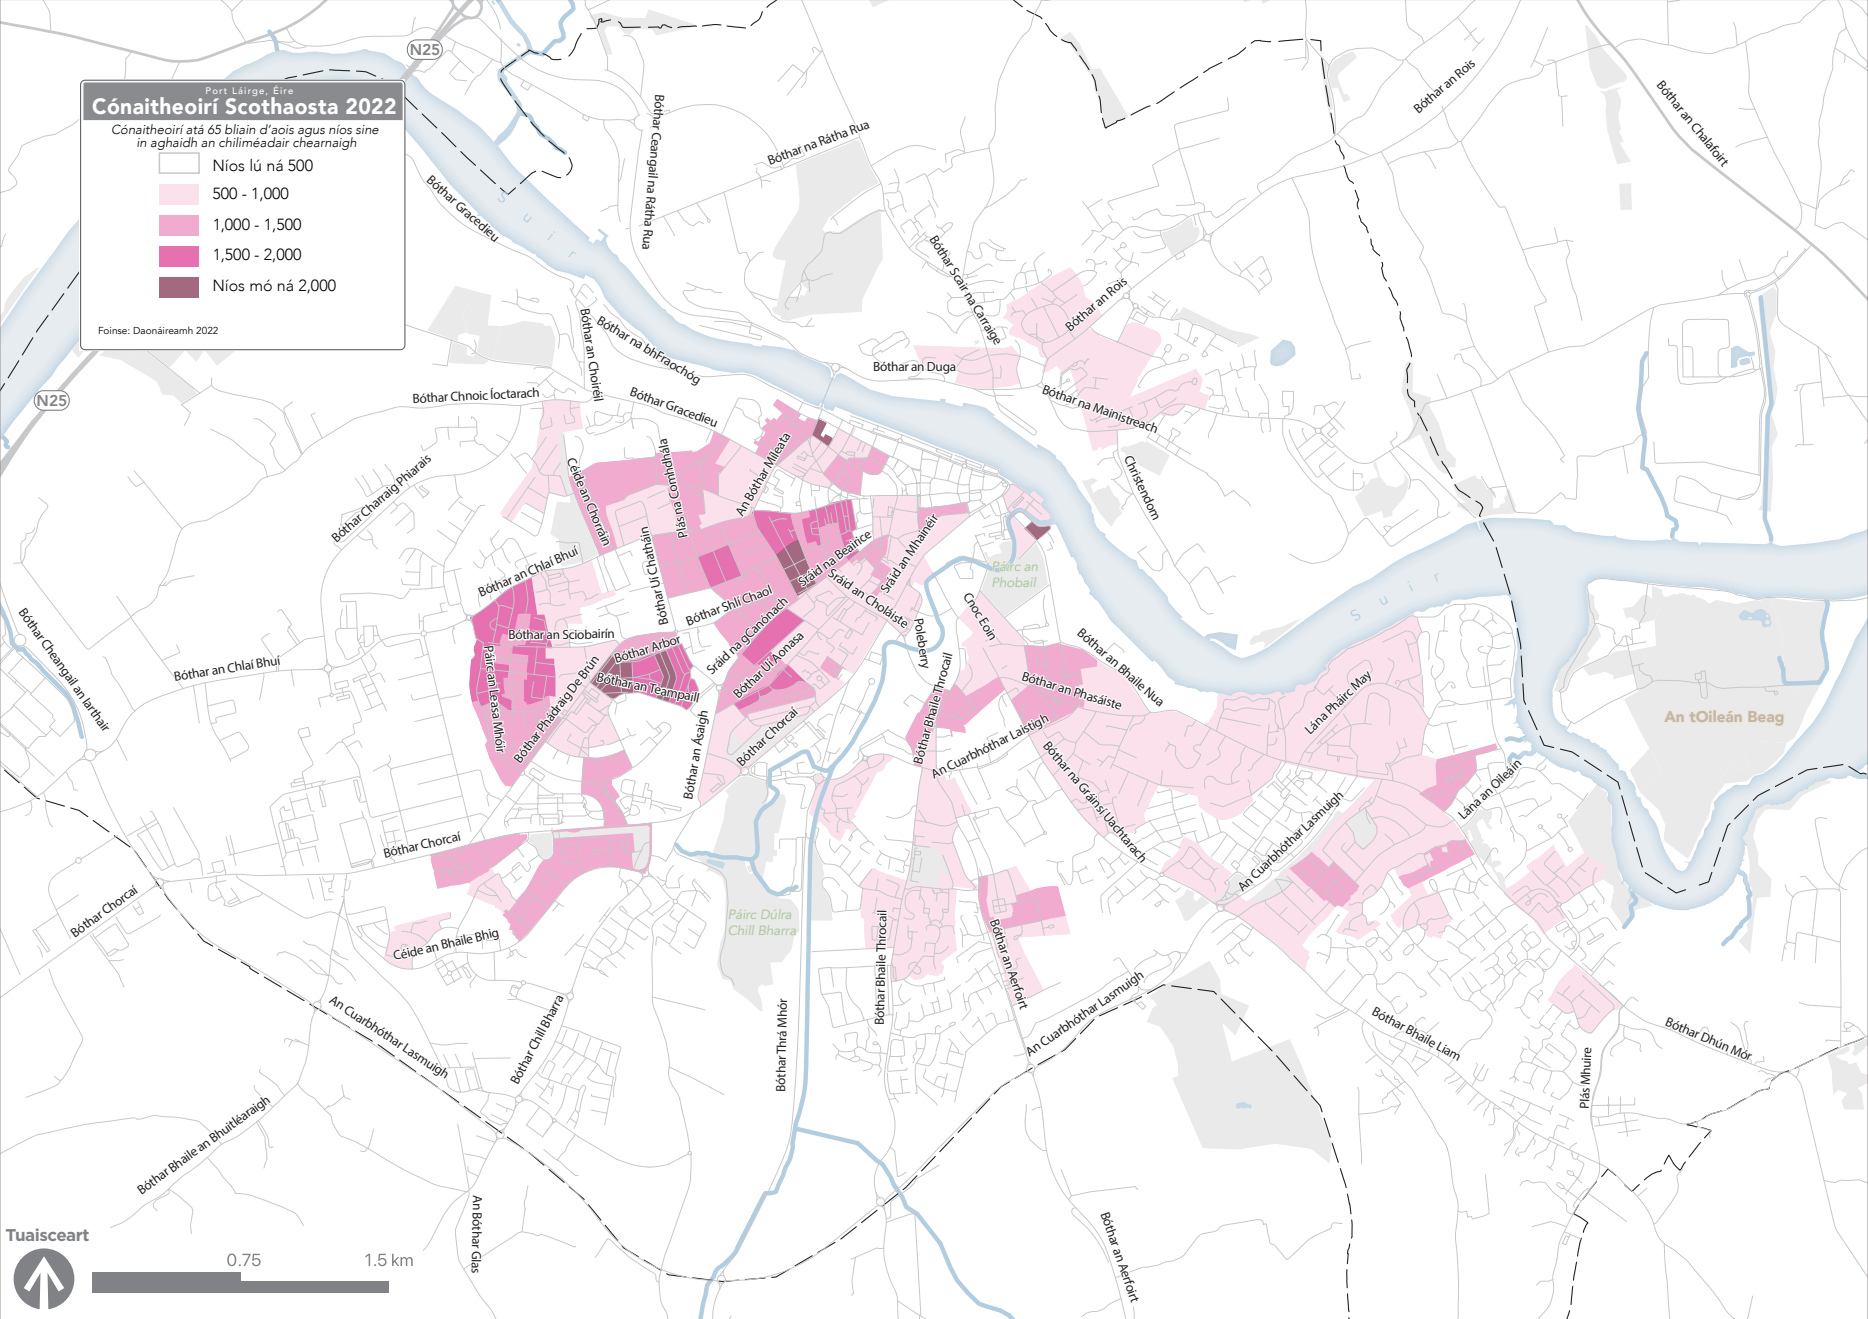 Port Láirge, Éire
Cónaitheoirí Scothaosta 2022
Cónaitheoirí atá 65 bliain d'aois agus níos sine
in aghaidh an chiliméadair chearnaigh
Níos lú ná 500
500 - 1,000
1,000 - 1,500
1,500 - 2,000
Níos mó ná 2,000
Foinse: Daonáireamh 2022
N25
N25
Suir
Suir
Bóthar Gracedieu
Bóthar Ceangail na Rátha Rua
Bóthar na Rátha Rua
Bóthar an Rois
Bóthar an Chalafoirt
Bóthar Scair na Carraige
Bóthar an Rois
Bóthar an Duga
Bóthar na Mainistreach
Christendom
Bóthar an Choiréil
Bóthar na bhFraochóg
Bóthar Chnoic Íoctarach
Bóthar Gracedieu
Bóthar Charraig Phiarais
Céide an Chorráin
Plás na Comhdhála
An Bóthar Míleata
Bóthar an Chlaí Bhuí
Bóthar Uí Chatháin
Sráid na Beairice
Sráid an Mhainéir
Sráid an Choláiste
Páirc an
Phobail
Bóthar Shlí Chaol
Bóthar Cheangail an Iarthair
Bóthar an Chlaí Bhuí
Bóthar an Sciobairín
Bóthar Arbor
Sráid na gCanónach
Bóthar Uí Aonasa
Poleberry
Cnoc Eoin
Bóthar an Bhaile Nua
Páirc an Leasa Mhóir
Bóthar Phádraig De Brún
Bóthar an Teampaill
Bóthar an Ásaigh
Bóthar Chorcaí
Bóthar Bhaile Throcail
Bóthar an Phasáiste
An Cuarbhóthar Laistigh
Lána Pháirc May
An tOileán Beag
Bóthar na Gráinsí Uachtarach
Lána an Oileáin
An Cuarbhóthar Lasmuigh
Bóthar Chorcaí
Bóthar Chorcaí
Céide an Bhaile Bhig
Páirc Dúlra
Chill Bharra
Bóthar Bhaile Throcail
Bóthar an Aerfoirt
An Cuarbhóthar Lasmuigh
Bóthar Chill Bharra
Bóthar Thrá Mhór
An Cuarbhóthar Lasmuigh
Bóthar Bhaile Liam
Bóthar Dhún Mór
Plás Mhuire
Bóthar Bhaile an Bhuitléaraigh
An Bóthar Glas
Bóthar an Aerfoirt
Tuaisceart
0.75
1.5 km